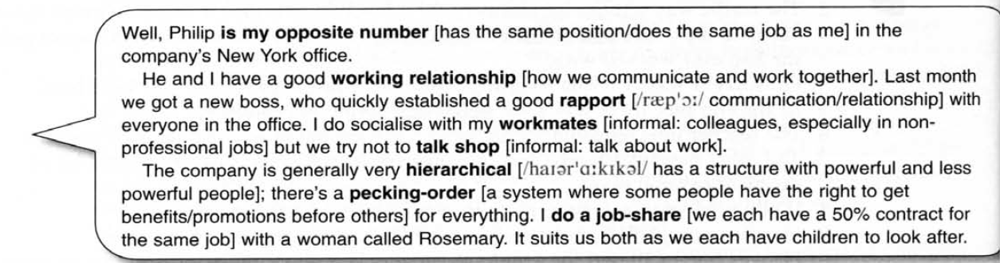 Well, Philip is my opposite number [has the same position/does the same job as me] in the
company's New York office.
He and I have a good working relationship [how we communicate and work together]. Last month
we got a new boss, who quickly established a good rapport [/ræp'ɔː/ communication/relationship] with
everyone in the office. I do socialise with my workmates [informal: colleagues, especially in non-
professional jobs] but we try not to talk shop [informal: talk about work].
The company is generally very hierarchical [/haɪər'ɑːkɪkəl/ has a structure with powerful and less
powerful people]; there's a pecking-order [a system where some people have the right to get
benefits/promotions before others] for everything. I do a job-share [we each have a 50% contract for
the same job] with a woman called Rosemary. It suits us both as we each have children to look after.